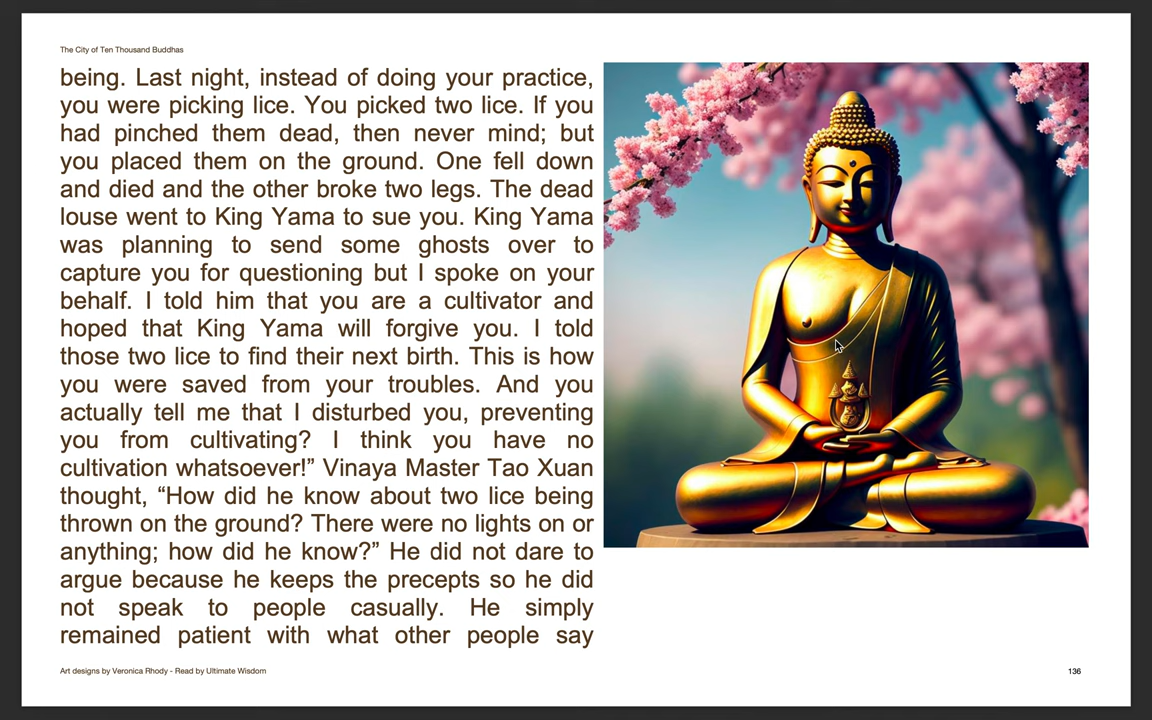 The City of Ten Thousand Buddhas
being. Last night, instead of doing your practice,
you were picking lice. You picked two lice. If you
had pinched them dead, then never mind; but
you placed them on the ground. One fell down
and died and the other broke two legs. The dead
louse went to King Yama to sue you. King Yama
was planning to send some ghosts over to
capture you for questioning but I spoke on your
behalf. I told him that you are a cultivator and
hoped that King Yama will forgive you. I told
those two lice to find their next birth. This is how
you were saved from your troubles. And you
actually tell me that I disturbed you, preventing
you from cultivating? I think you have no
cultivation whatsoever!” Vinaya Master Tao Xuan
thought, “How did he know about two lice being
thrown on the ground? There were no lights on or
anything; how did he know?” He did not dare to
argue because he keeps the precepts so he did
not speak to people casually. He simply
remained patient with what other people say
Art designs by Veronica Rhody - Read by Ultimate Wisdom
136